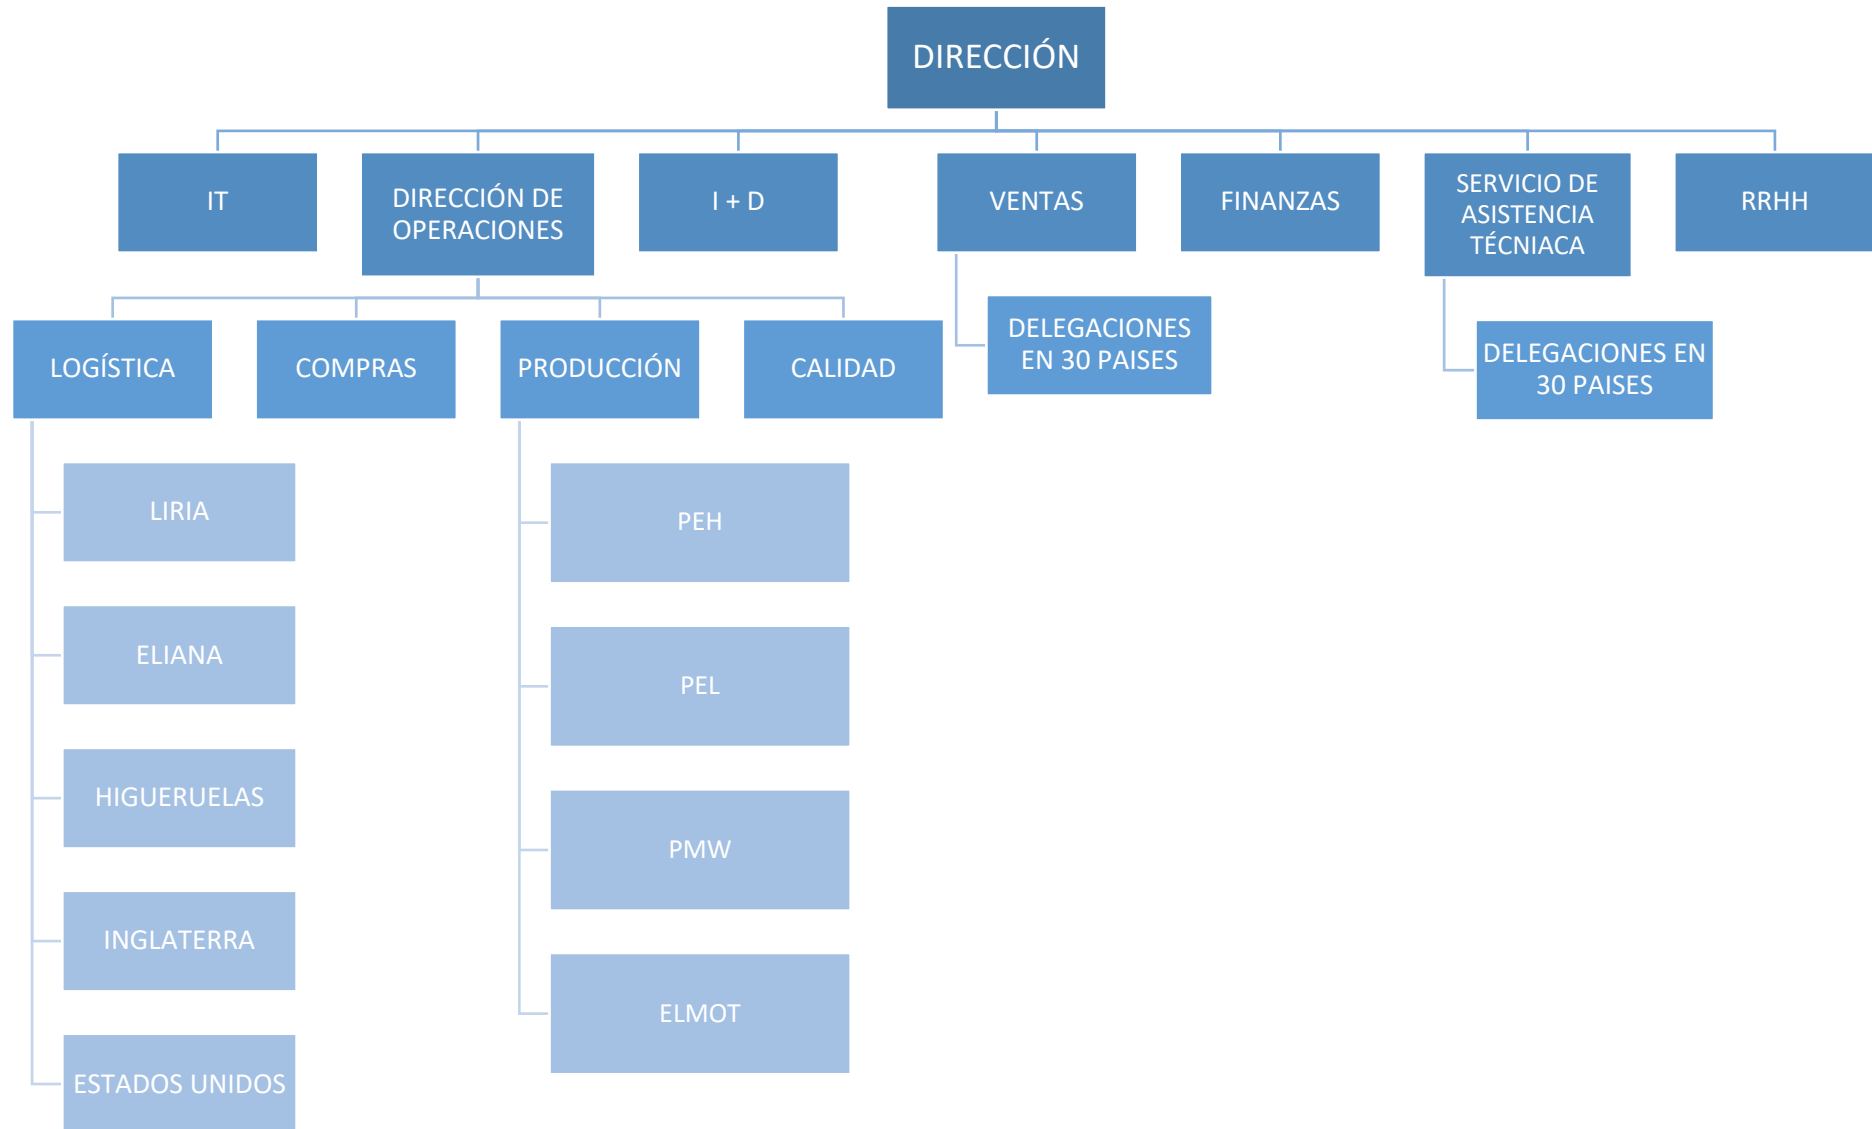 DIRECCIÓN
IT
DIRECCIÓN DE
OPERACIONES
I + D
VENTAS
FINANZAS
SERVICIO DE
ASISTENCIA
TÉCNIACA
RRHH
LOGÍSTICA
COMPRAS
PRODUCCIÓN
CALIDAD
DELEGACIONES
EN 30 PAISES
DELEGACIONES EN
30 PAISES
LIRIA
ELIANA
HIGUERUELAS
INGLATERRA
ESTADOS UNIDOS
PEH
PEL
PMW
ELMOT